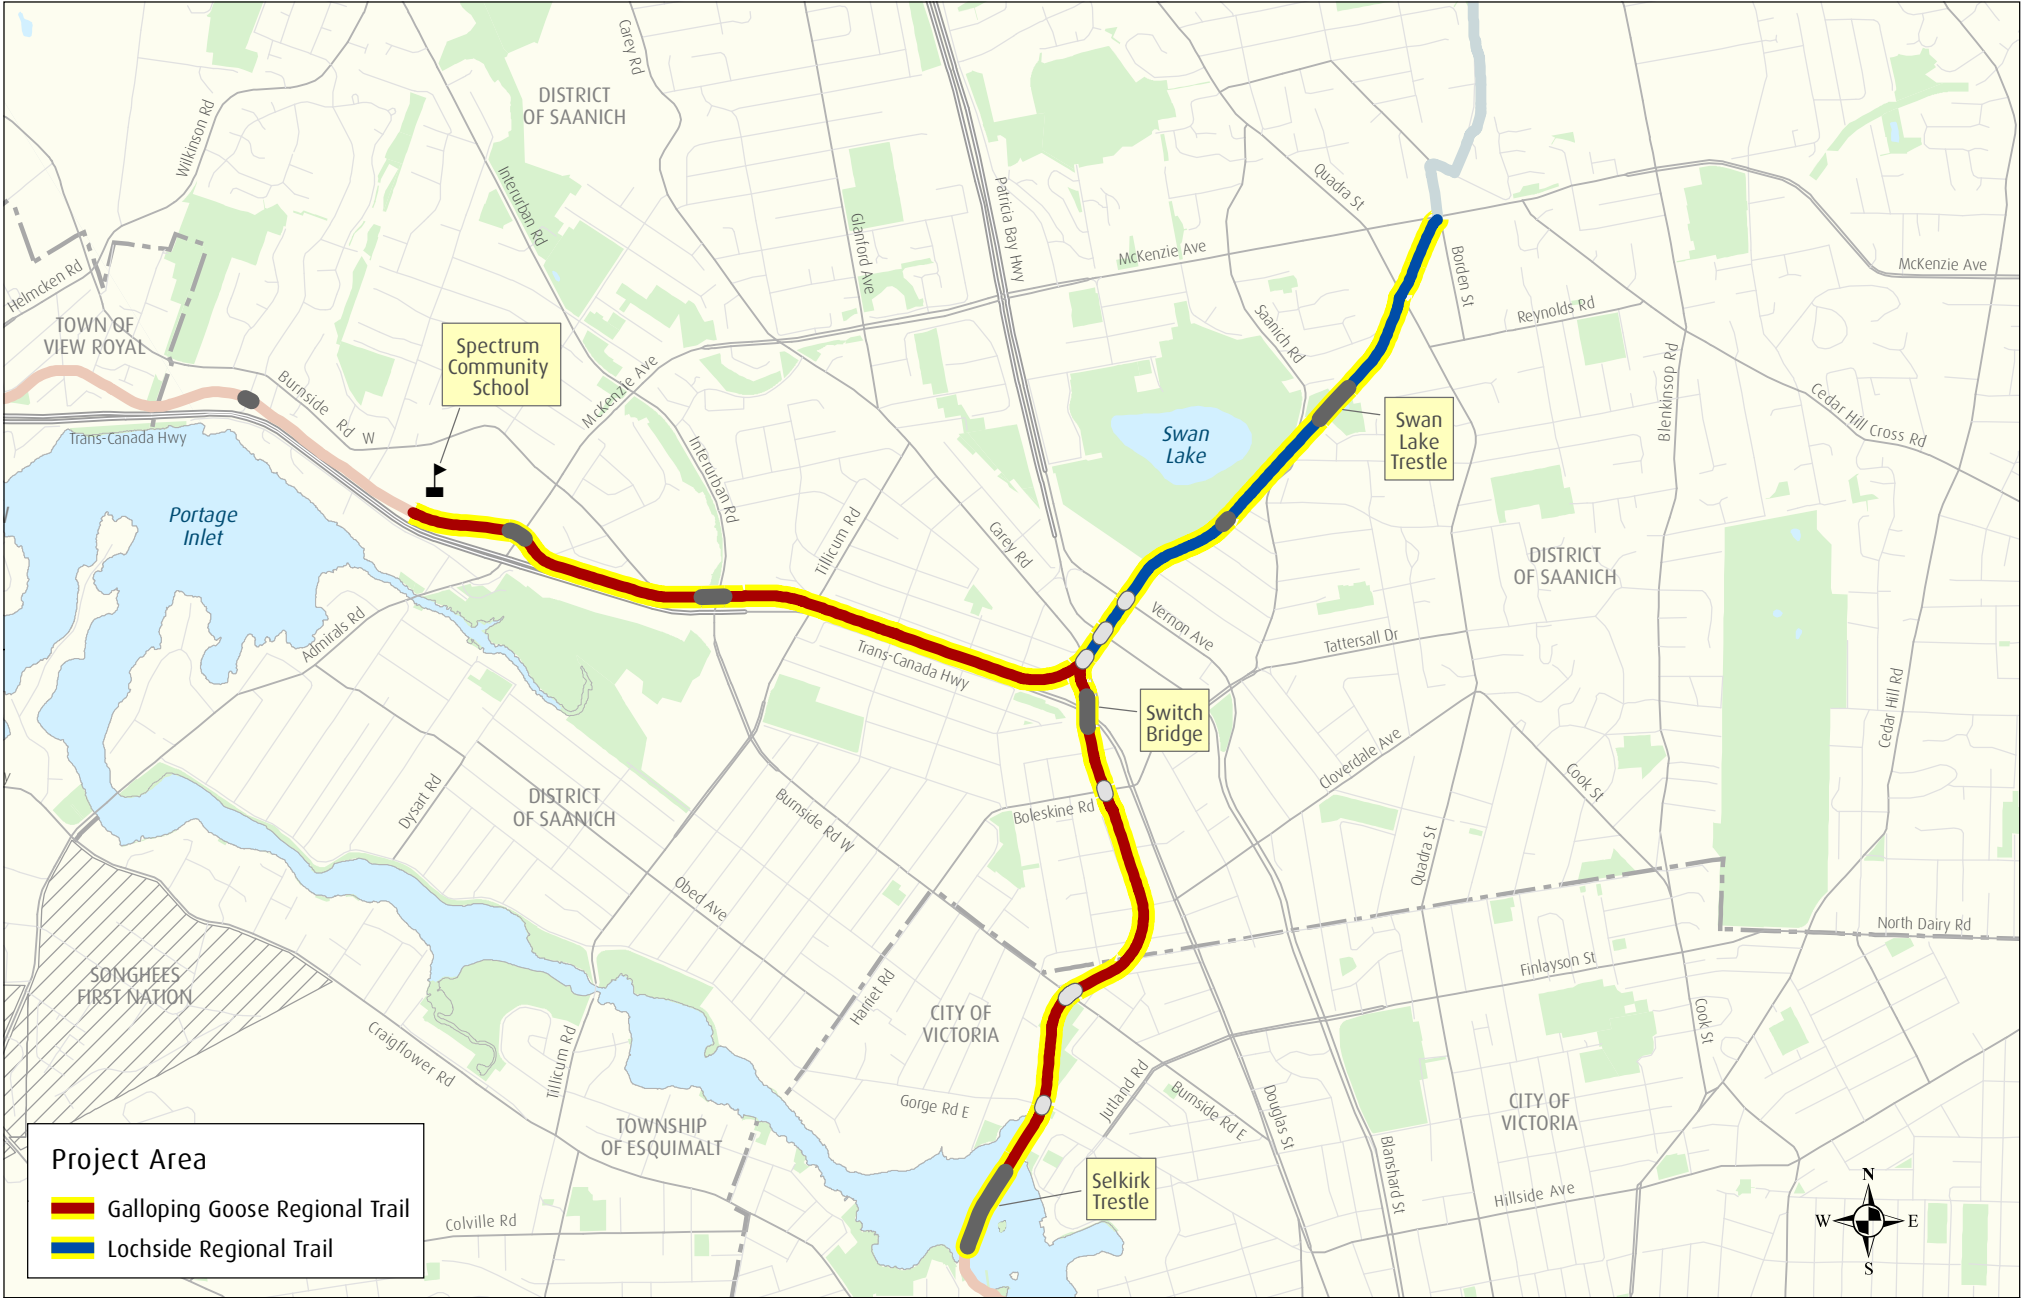 Carey Rd
DISTRICT
OF SAANICH
Wilkinson Rd
Interurban Rd
Quadra St
Patricia Bay Hwy
Glanford Ave
McKenzie Ave
Borden St
McKenzie Ave
Helmcken Rd
Saanich Rd
Reynolds Rd
TOWN OF
VIEW ROYAL
Spectrum
Community
School
Burnside Rd W
McKenzie Ave
Blenkinsop Rd
Cedar Hill Cross Rd
Trans-Canada Hwy
Swan
Lake
Swan
Lake
Trestle
Interurban Rd
Portage
Inlet
Tillicum Rd
Carey Rd
DISTRICT
OF SAANICH
Admirals Rd
Vernon Ave
Tattersall Dr
Trans-Canada Hwy
Switch
Bridge
Cedar Hill Rd
Cloverdale Ave
Cook St
Dysart Rd
DISTRICT
OF SAANICH
Burnside Rd W
Boleskine Rd
Quadra St
Obed Ave
North Dairy Rd
SONGHEES
FIRST NATION
Harriet Rd
Finlayson St
CITY OF
VICTORIA
Cook St
Craigflower Rd
Tillicum Rd
Jutland Rd
Gorge Rd E
Burnside Rd E
Douglas St
CITY OF
VICTORIA
TOWNSHIP
OF ESQUIMALT
Blanshard St
Selkirk
Trestle
Hillside Ave
Colville Rd
Project Area
Galloping Goose Regional Trail
Lochside Regional Trail
N
W
E
S